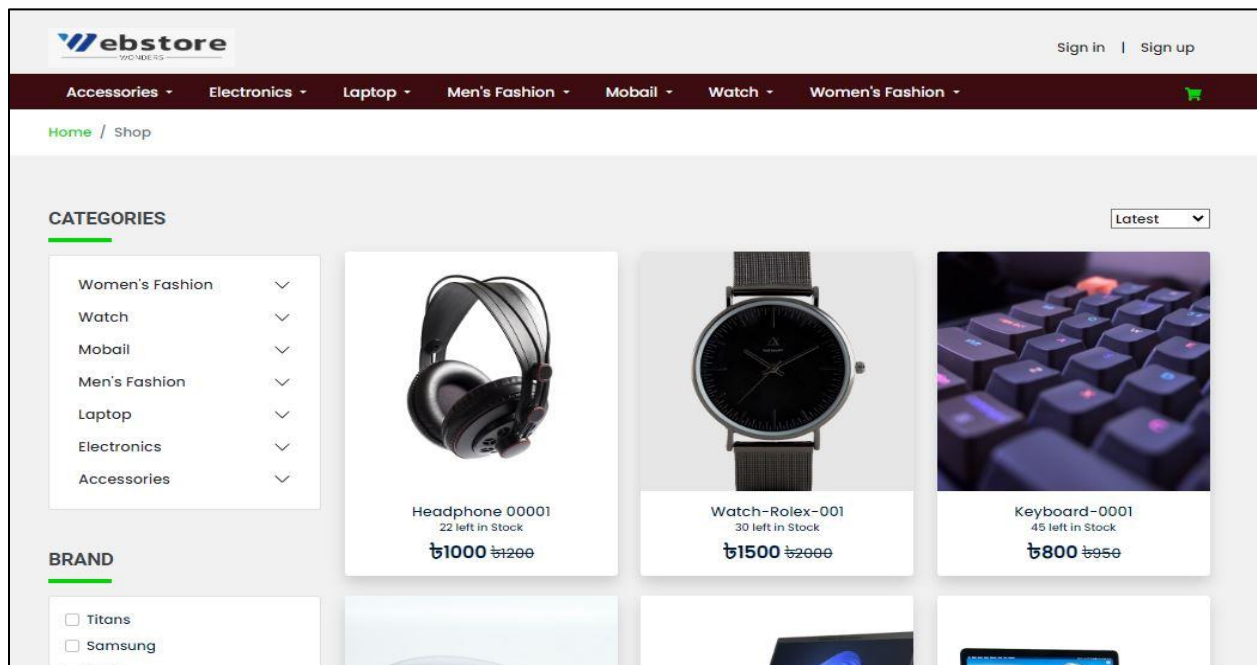 Webstore
WONDERS
Sign in | Sign up
Accessories Electronics Laptop Men's Fashion Mobail Watch Women's Fashion
Home / Shop
CATEGORIES
Latest
Women's Fashion
Watch
Mobail
Men's Fashion
Laptop
Electronics
Accessories
Headphone 00001
22 left in Stock
৳1000 ৳1200
Watch-Rolex-001
30 left in Stock
৳1500 ৳2000
Keyboard-0001
45 left in Stock
৳800 ৳950
BRAND
Titans
Samsung